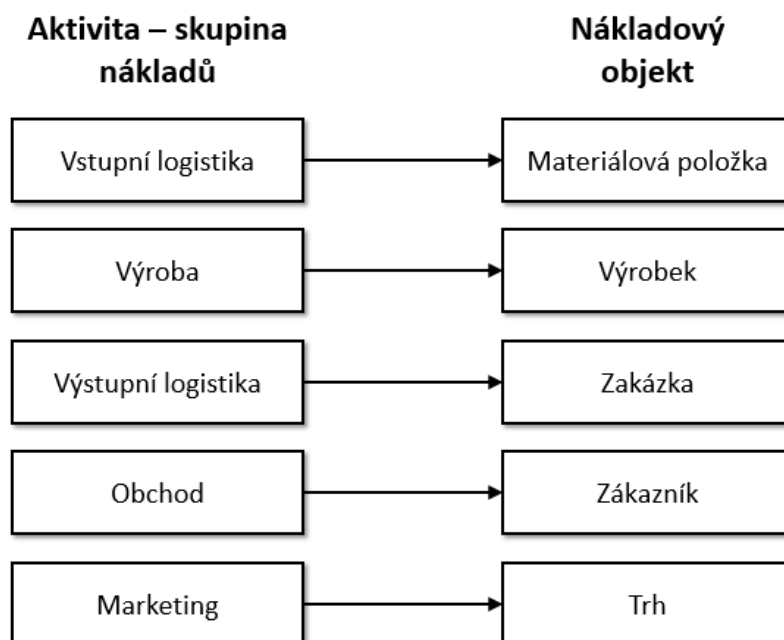 Aktivita – skupina
nákladů
Nákladový
objekt
Vstupní logistika
Materiálová položka
Výroba
Výrobek
Výstupní logistika
Zakázka
Obchod
Zákazník
Marketing
Trh